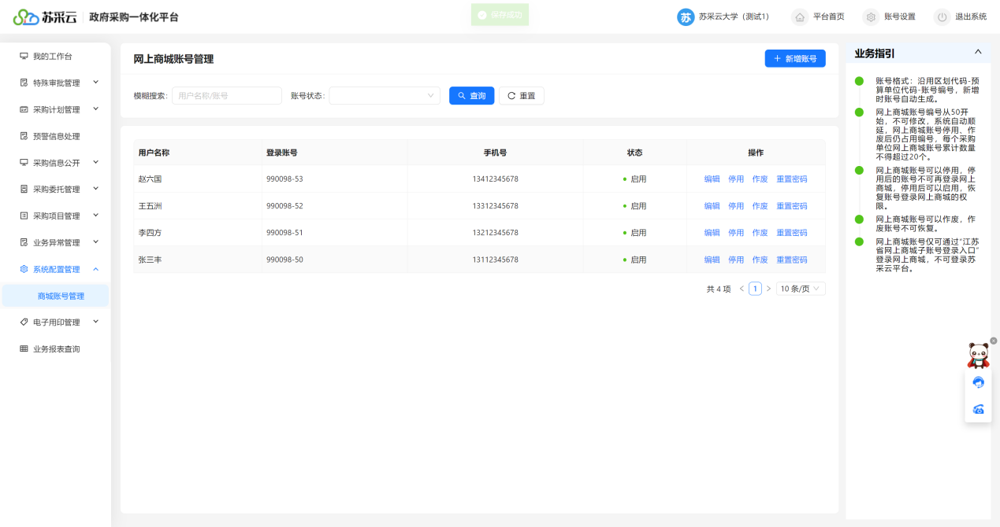 苏采云 政府采购一体化平台
保存成功
苏 苏采云大学（测试1） 平台首页 账号设置 退出系统
我的工作台
特殊审批管理
采购计划管理
预警信息处理
采购信息公开
采购委托管理
采购项目管理
业务异常管理
系统配置管理
商城账号管理
电子用印管理
业务报表查询
网上商城账号管理
+ 新增账号
模糊搜索: 用户名称/账号 账号状态: 查询 重置
用户名称 登录账号 手机号 状态 操作
赵六国 990098-53 13412345678 启用 编辑 停用 作废 重置密码
王五洲 990098-52 13312345678 启用 编辑 停用 作废 重置密码
李四方 990098-51 13212345678 启用 编辑 停用 作废 重置密码
张三丰 990098-50 13112345678 启用 编辑 停用 作废 重置密码
共 4 项 < 1 > 10 条/页
业务指引
账号格式：沿用区划代码-预
算单位代码-账号编号，新增
时账号自动生成。
网上商城账号编号从50开
始，不可修改，系统自动顺
延，网上商城账号停用、作
废后仍占用编号，每个采购
单位网上商城账号累计数量
不得超过20个。
网上商城账号可以停用，停
用后的账号不可再登录网上
商城，停用后可以启用，恢
复账号登录网上商城的权
限。
网上商城账号可以作废，作
废账号不可恢复。
网上商城账号仅可通过“江苏
省网上商城子账号登录入口”
登录网上商城，不可登录苏
采云平台。